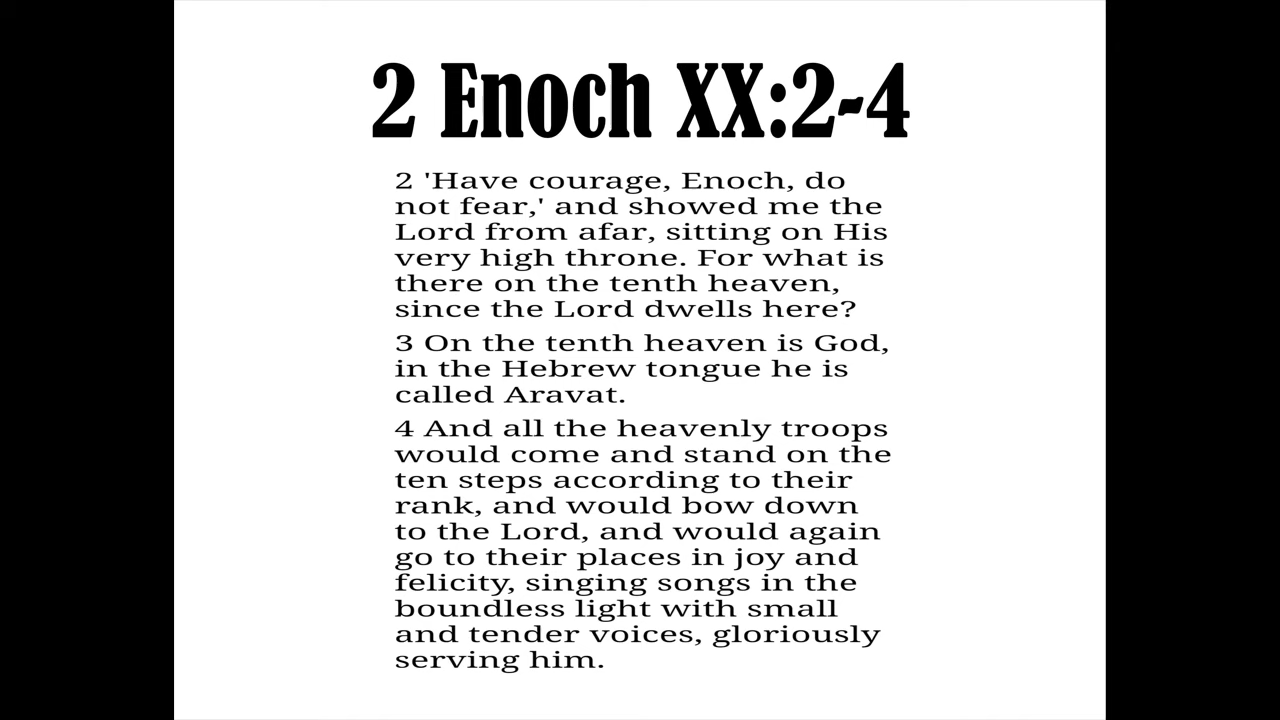 2 Enoch XX:2-4
2 'Have courage, Enoch, do
not fear,' and showed me the
Lord from afar, sitting on His
very high throne. For what is
there on the tenth heaven,
since the Lord dwells here?
3 On the tenth heaven is God,
in the Hebrew tongue he is
called Aravat.
4 And all the heavenly troops
would come and stand on the
ten steps according to their
rank, and would bow down
to the Lord, and would again
go to their places in joy and
felicity, singing songs in the
boundless light with small
and tender voices, gloriously
serving him.